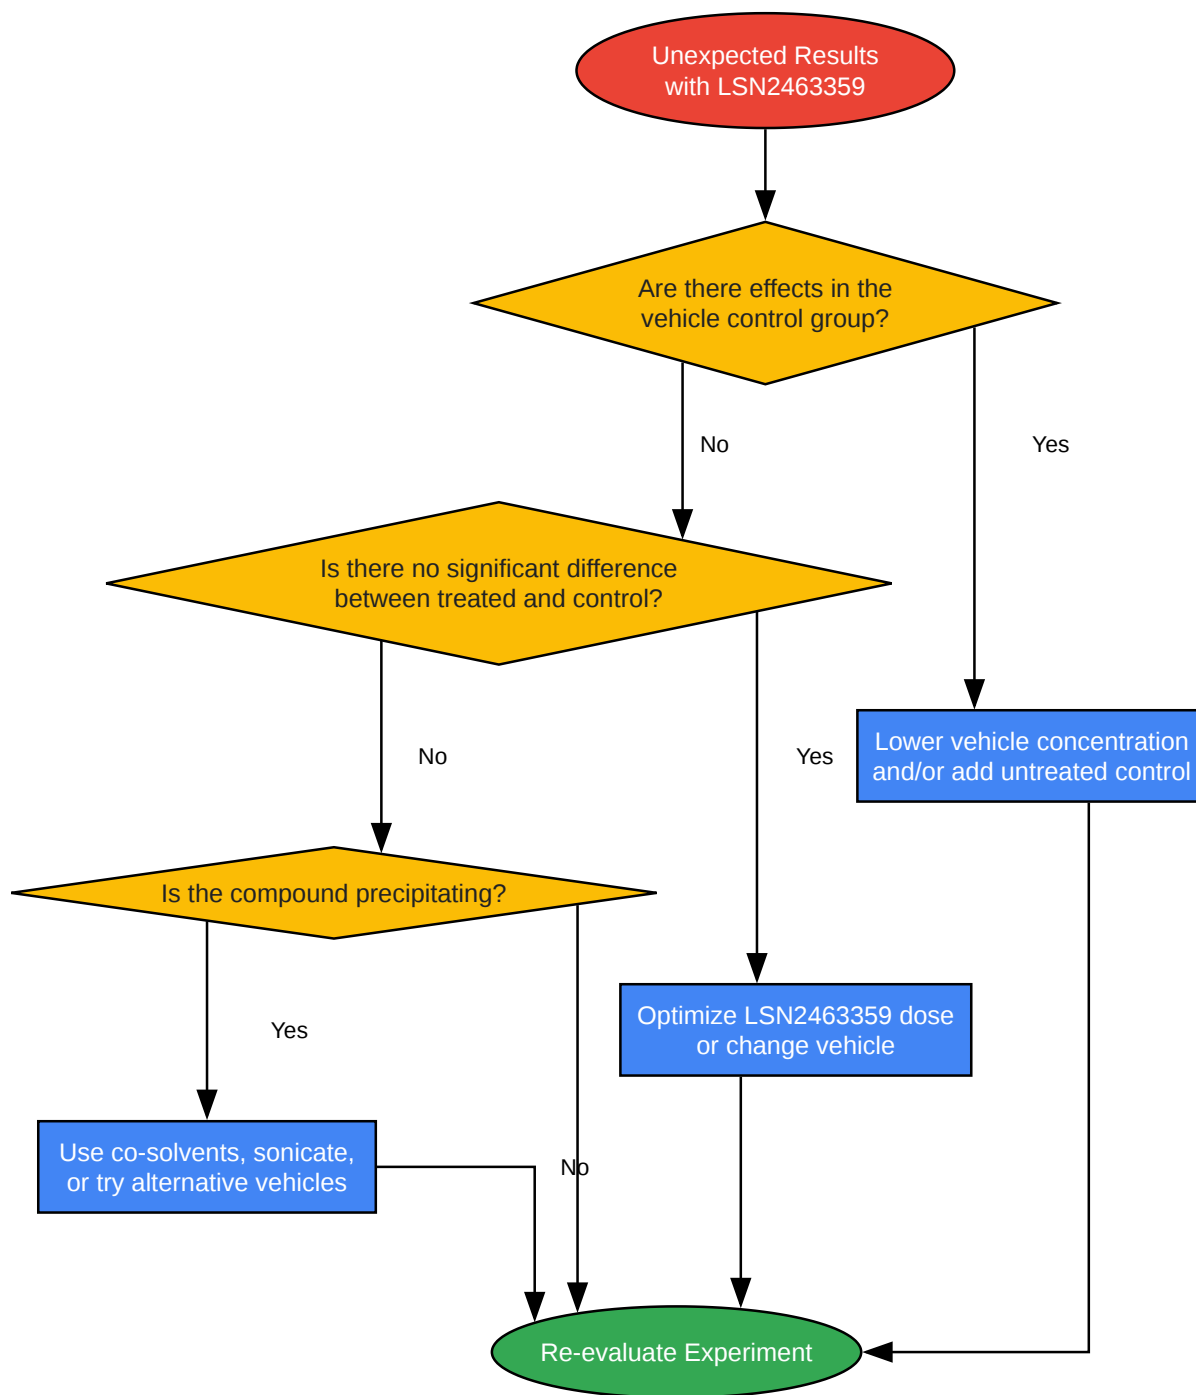 Unexpected Results
with LSN2463359
Are there effects in the
vehicle control group?
No
Yes
Is there no significant difference
between treated and control?
No
Yes
Lower vehicle concentration
and/or add untreated control
Is the compound precipitating?
Yes
Optimize LSN2463359 dose
or change vehicle
Use co-solvents, sonicate,
or try alternative vehicles
No
Re-evaluate Experiment